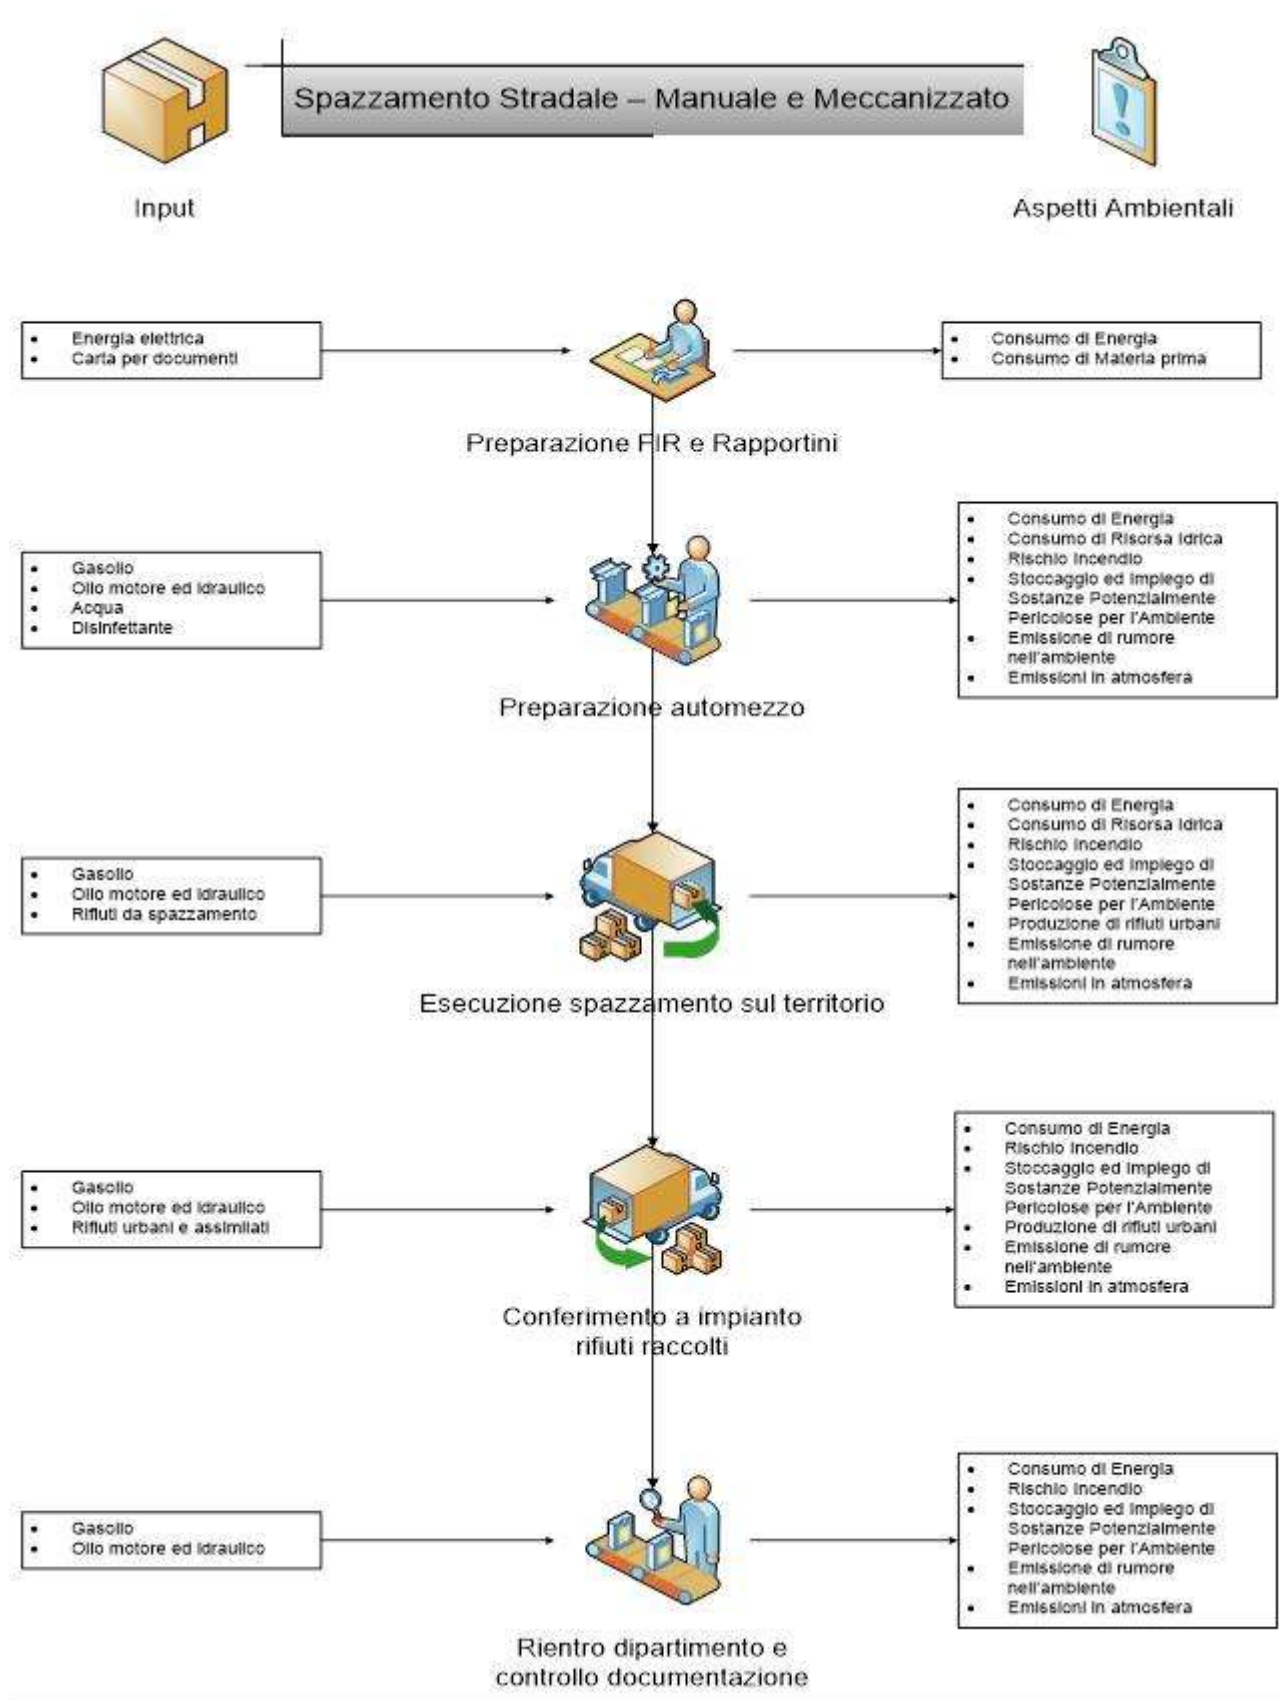 Spazzamento Stradale – Manuale e Meccanizzato
Input
Aspetti Ambientali
Energia elettrica
Carta per documenti
Consumo di Energia
Consumo di Materia prima
Preparazione FIR e Rapportini
Gasolio
Olio motore ed idraulico
Acqua
Disinfettante
Consumo di Energia
Consumo di Risorsa Idrica
Rischio Incendio
Stoccaggio ed Impiego di
Sostanze Potenzialmente
Pericolose per l'Ambiente
Emissione di rumore
nell'ambiente
Emissioni in atmosfera
Preparazione automezzo
Gasolio
Olio motore ed idraulico
Rifiuti da spazzamento
Consumo di Energia
Consumo di Risorsa Idrica
Rischio Incendio
Stoccaggio ed Impiego di
Sostanze Potenzialmente
Pericolose per l'Ambiente
Produzione di rifiuti urbani
Emissione di rumore
nell'ambiente
Emissioni in atmosfera
Esecuzione spazzamento sul territorio
Gasolio
Olio motore ed idraulico
Rifiuti urbani e assimilati
Consumo di Energia
Rischio Incendio
Stoccaggio ed Impiego di
Sostanze Potenzialmente
Pericolose per l'Ambiente
Produzione di rifiuti urbani
Emissione di rumore
nell'ambiente
Emissioni in atmosfera
Conferimento a impianto
rifiuti raccolti
Gasolio
Olio motore ed idraulico
Consumo di Energia
Rischio Incendio
Stoccaggio ed Impiego di
Sostanze Potenzialmente
Pericolose per l'Ambiente
Emissione di rumore
nell'ambiente
Emissioni in atmosfera
Rientro dipartimento e
controllo documentazione